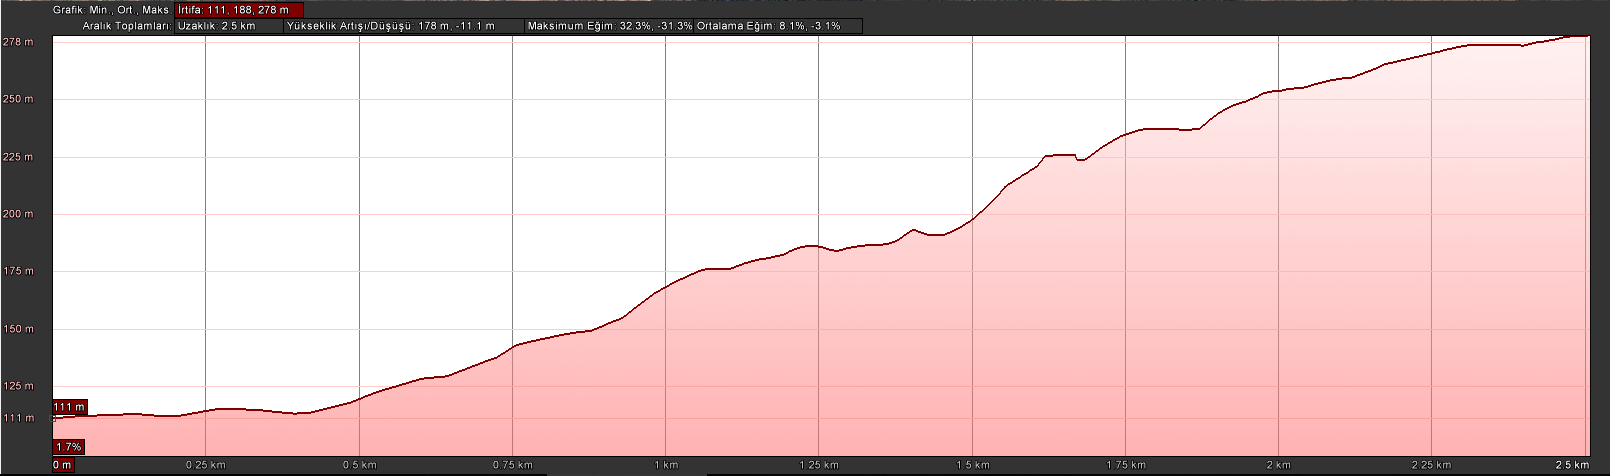 Grafik: Min., Ort., Maks. İrtifa: 111, 188, 278 m
Aralık Toplamları: Uzaklık: 2.5 km Yükseklik Artışı/Düşüşü: 178 m, -11.1 m Maksimum Eğim: 32.3%, -31.3% Ortalama Eğim: 8.1%, -3.1%
278 m
250 m
225 m
200 m
175 m
150 m
125 m
111 m
111 m
1.7%
0 m 0.25 km 0.5 km 0.75 km 1 km 1.25 km 1.5 km 1.75 km 2 km 2.25 km 2.5 km